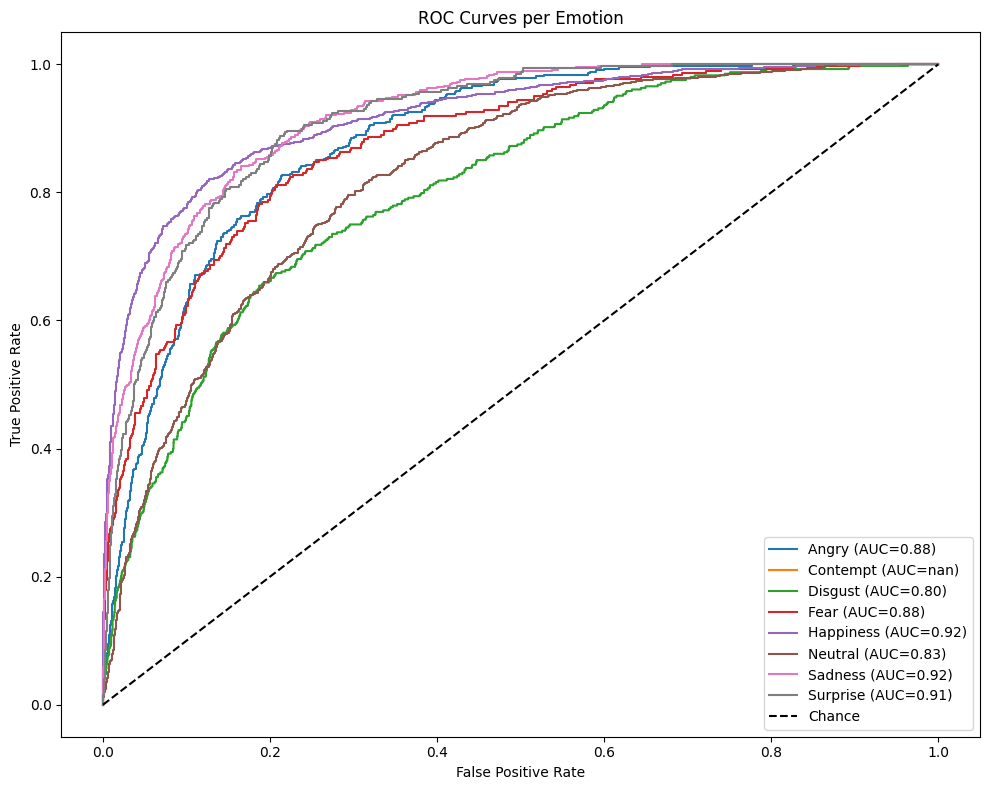 ROC Curves per Emotion
True Positive Rate
1.0
0.8
0.6
0.4
0.2
0.0
0.0 0.2 0.4 0.6 0.8 1.0
False Positive Rate
Angry (AUC=0.88)
Contempt (AUC=nan)
Disgust (AUC=0.80)
Fear (AUC=0.88)
Happiness (AUC=0.92)
Neutral (AUC=0.83)
Sadness (AUC=0.92)
Surprise (AUC=0.91)
Chance